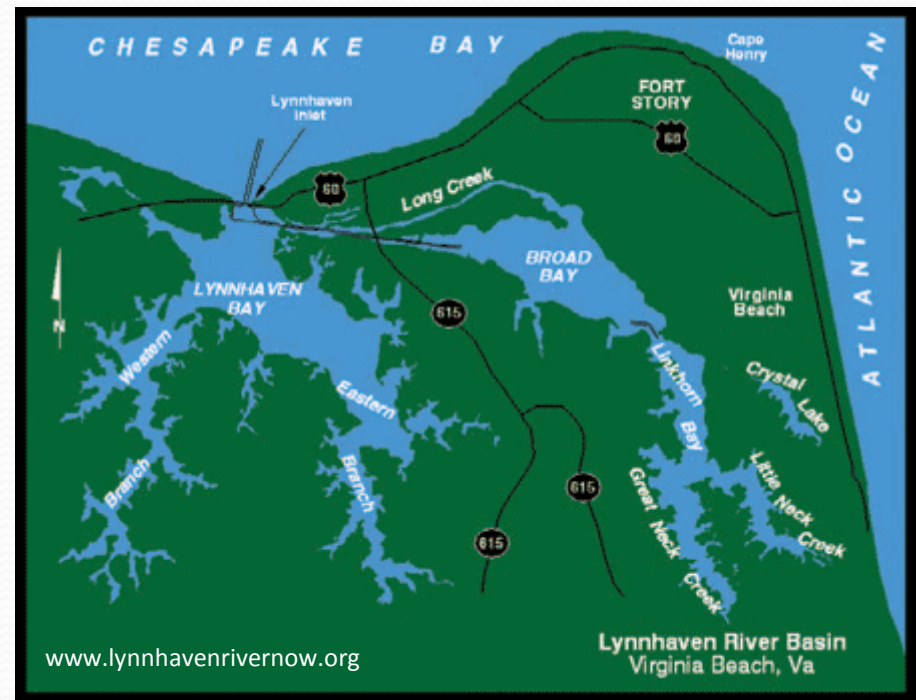 CHESAPEAKE BAY
Cape
Henry
ATLANTIC OCEAN
Lynnhaven
Inlet
FORT
STORY
60
60
Long Creek
BROAD
BAY
LYNNHAVEN
BAY
N
615
Virginia
Beach
Western
Branch
Eastern
Branch
Linkhorn
Bay
Crystal
Lake
615
615
Great Neck Creek
Little Neck
Creek
www.lynnhavenrivernow.org
Lynnhaven River Basin
Virginia Beach, Va